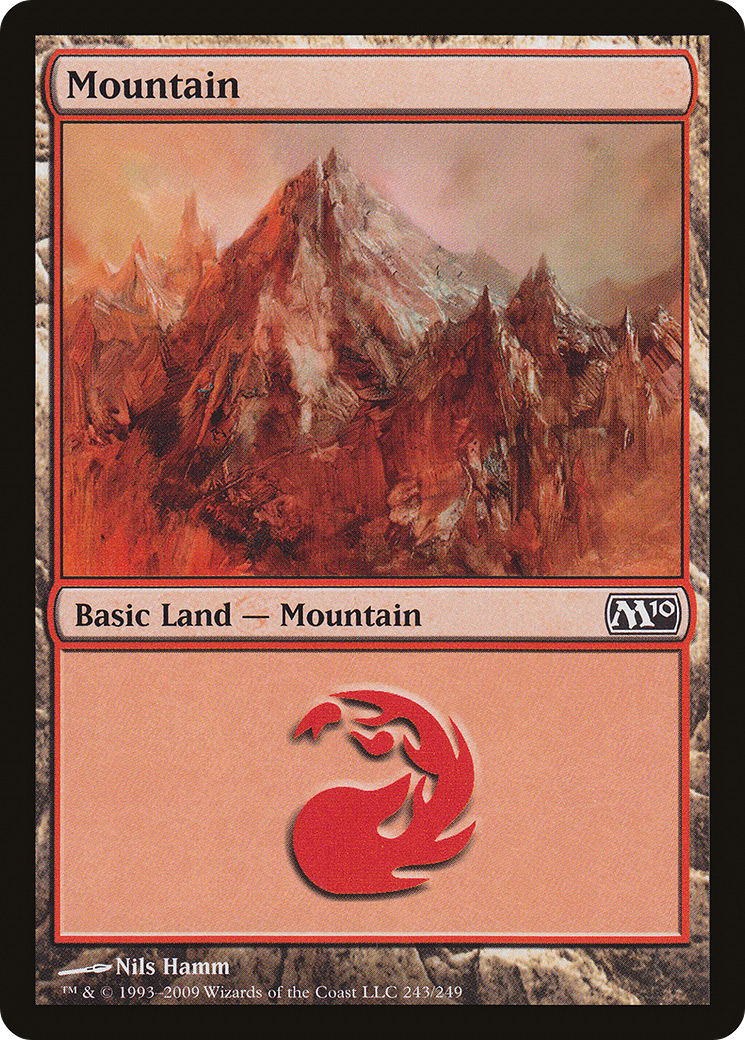 Mountain
Basic Land — Mountain
M10
Nils Hamm
™ & © 1993–2009 Wizards of the Coast LLC 243/249